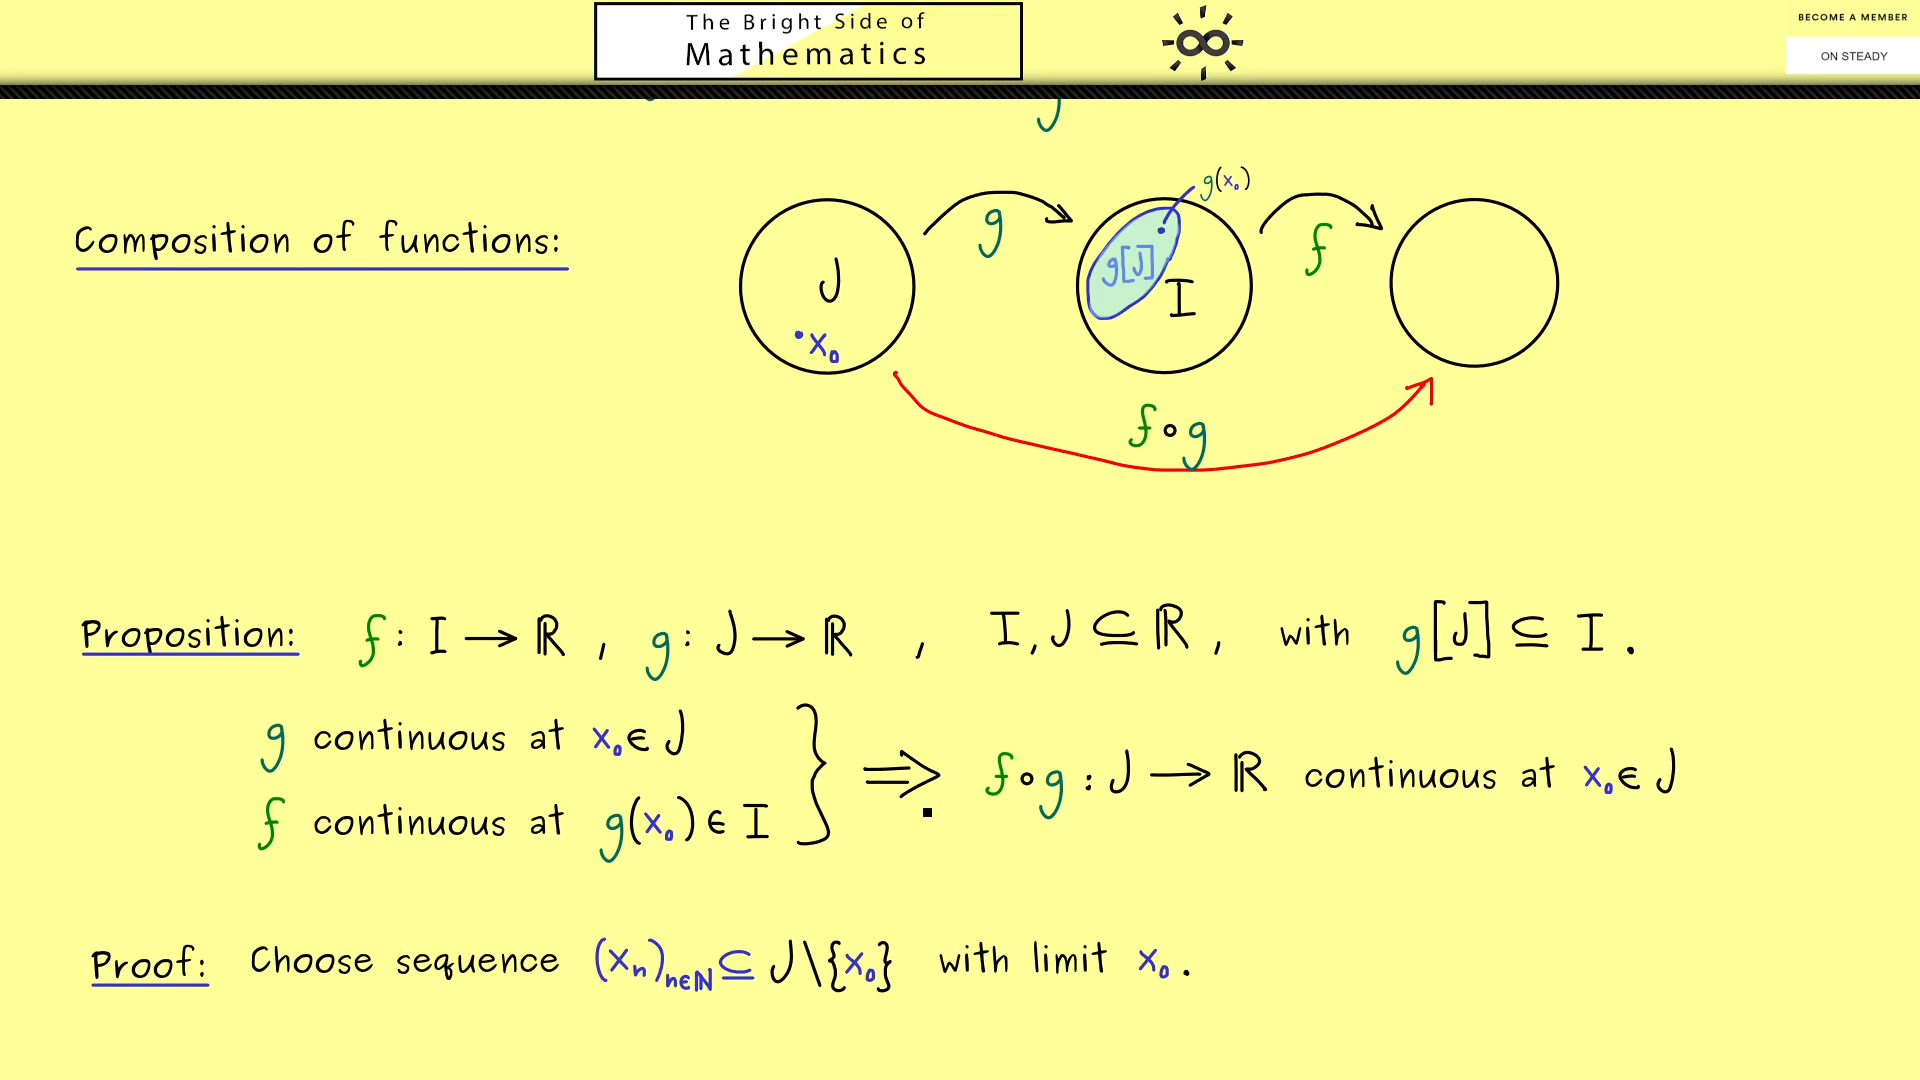 The Bright Side of
Mathematics
BECOME A MEMBER
ON STEADY
g
Composition of functions:
J
x₀
g
g(x₀)
g[J]
I
f
f∘g
Proposition: f: I → ℝ , g: J → ℝ , I, J ⊆ ℝ , with g[J] ⊆ I .
g continuous at x₀ ∈ J
f continuous at g(x₀) ∈ I
} ⇒ f∘g : J → ℝ continuous at x₀ ∈ J
Proof: Choose sequence (xₙ)ₙ∈ℕ ⊆ J\{x₀} with limit x₀ .